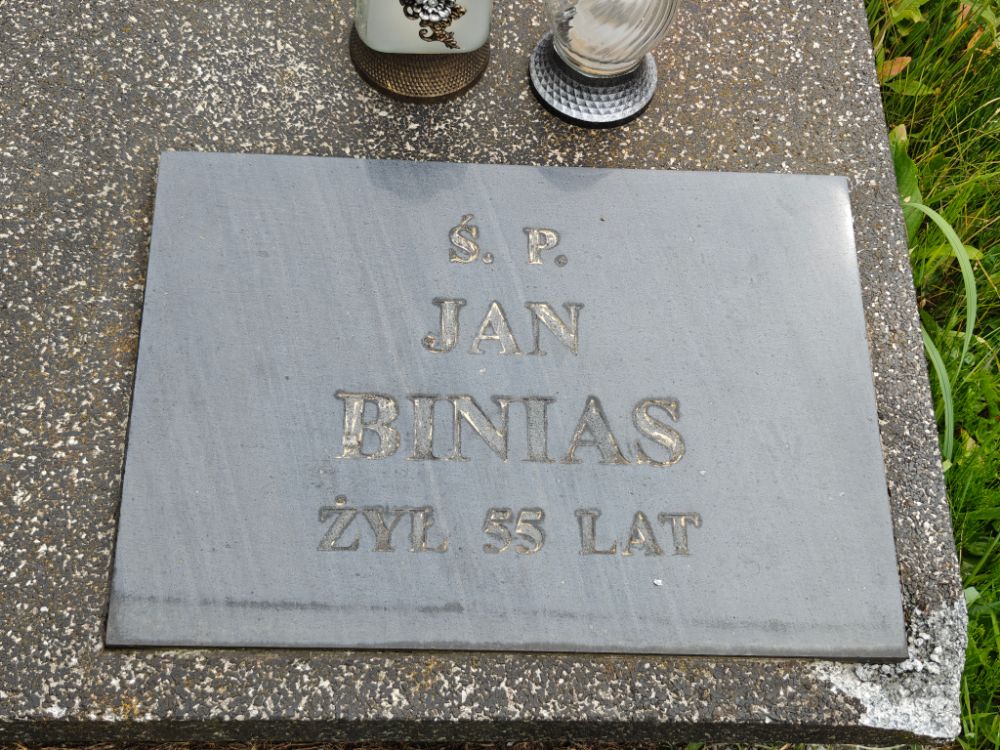 Ś. P.
JAN
BINIAS
ŻYŁ 55 LAT